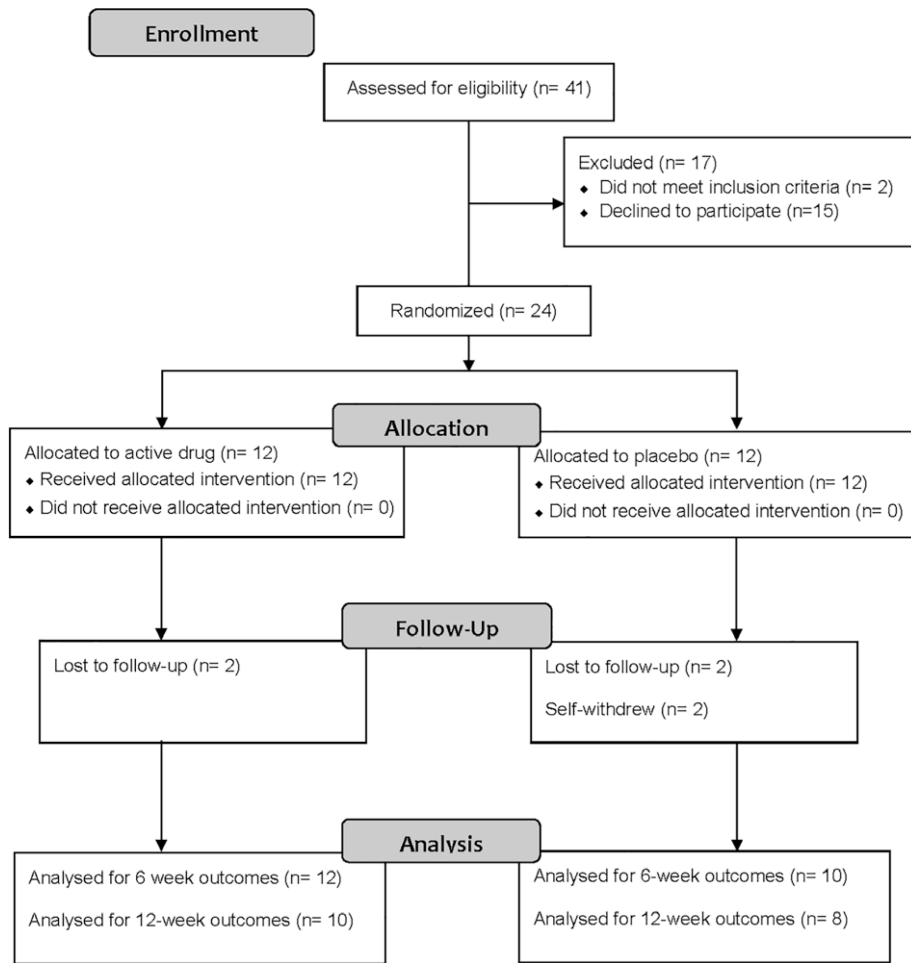 Enrollment
Assessed for eligibility (n= 41)
Excluded (n= 17)
⬥ Did not meet inclusion criteria (n= 2)
⬥ Declined to participate (n=15)
Randomized (n= 24)
Allocation
Allocated to active drug (n= 12)
⬥ Received allocated intervention (n= 12)
⬥ Did not receive allocated intervention (n= 0)
Allocated to placebo (n= 12)
⬥ Received allocated intervention (n= 12)
⬥ Did not receive allocated intervention (n= 0)
Follow-Up
Lost to follow-up (n= 2)
Lost to follow-up (n= 2)
Self-withdrew (n= 2)
Analysis
Analysed for 6 week outcomes (n= 12)
Analysed for 12-week outcomes (n= 10)
Analysed for 6-week outcomes (n= 10)
Analysed for 12-week outcomes (n= 8)